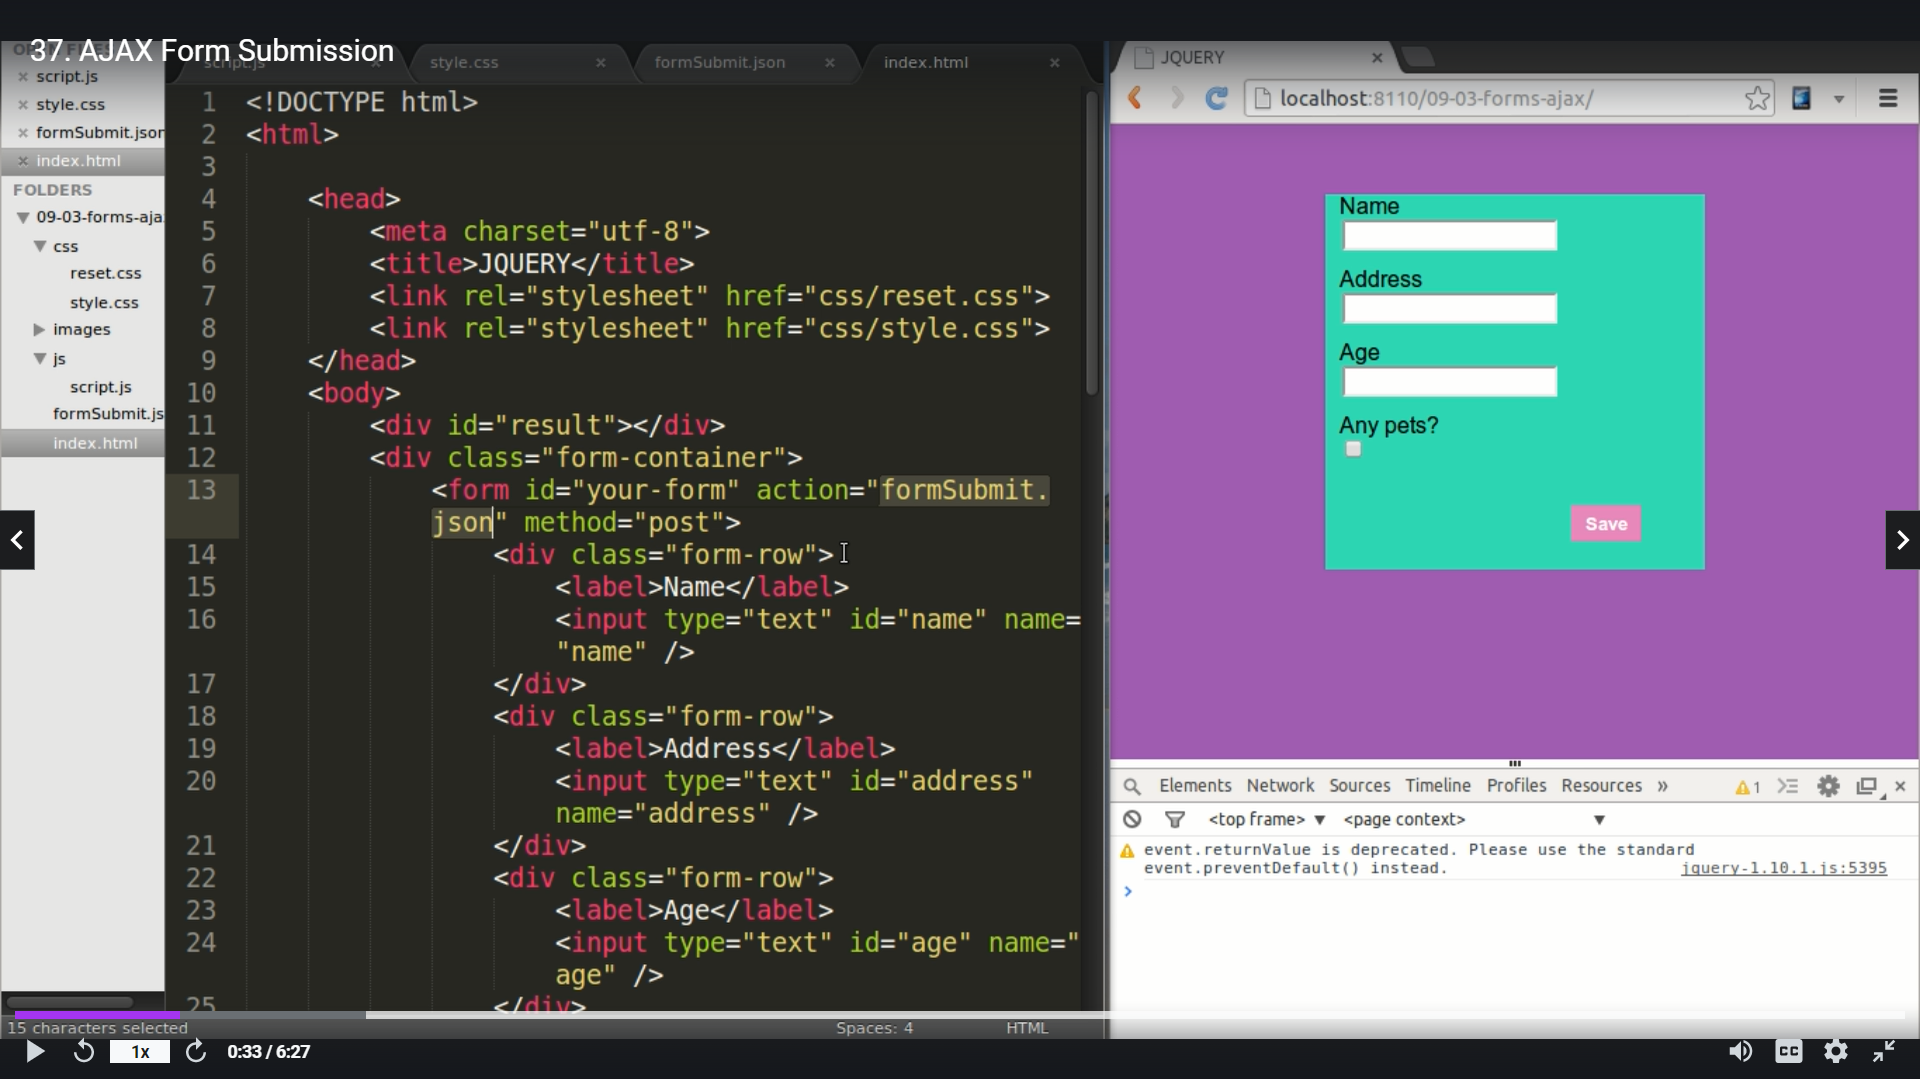 37. AJAX Form Submission
OPEN FILES
script.js
style.css
formSubmit.json
index.html
script.js
style.css
formSubmit.jsor
index.html
FOLDERS
09-03-forms-aja
css
reset.css
style.css
images
js
script.js
formSubmit.js
index.html
1 <!DOCTYPE html>
2 <html>
3
4 <head>
5 <meta charset="utf-8">
6 <title>JQUERY</title>
7 <link rel="stylesheet" href="css/reset.css">
8 <link rel="stylesheet" href="css/style.css">
9 </head>
10 <body>
11 <div id="result"></div>
12 <div class="form-container">
13 <form id="your-form" action="formSubmit.
json" method="post">
14 <div class="form-row">
15 <label>Name</label>
16 <input type="text" id="name" name=
"name" />
17 </div>
18 <div class="form-row">
19 <label>Address</label>
20 <input type="text" id="address"
name="address" />
21 </div>
22 <div class="form-row">
23 <label>Age</label>
24 <input type="text" id="age" name="
age" />
25 </div>
15 characters selected
Spaces: 4
HTML
JQUERY
localhost:8110/09-03-forms-ajax/
Name
Address
Age
Any pets?
Save
Elements Network Sources Timeline Profiles Resources » 1
<top frame> <page context>
event.returnValue is deprecated. Please use the standard
event.preventDefault() instead. jquery-1.10.1.js:5395
1x
0:33 / 6:27
CC